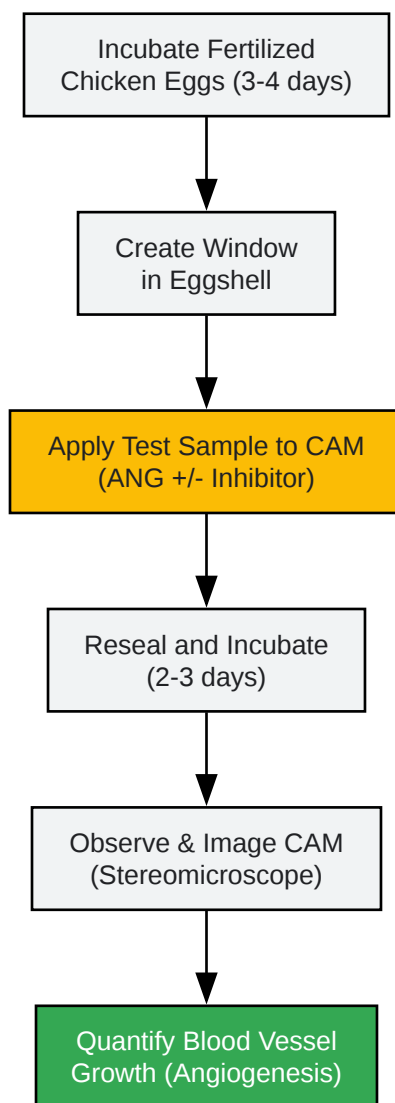 Incubate Fertilized
Chicken Eggs (3-4 days)
Create Window
in Eggshell
Apply Test Sample to CAM
(ANG +/- Inhibitor)
Reseal and Incubate
(2-3 days)
Observe & Image CAM
(Stereomicroscope)
Quantify Blood Vessel
Growth (Angiogenesis)